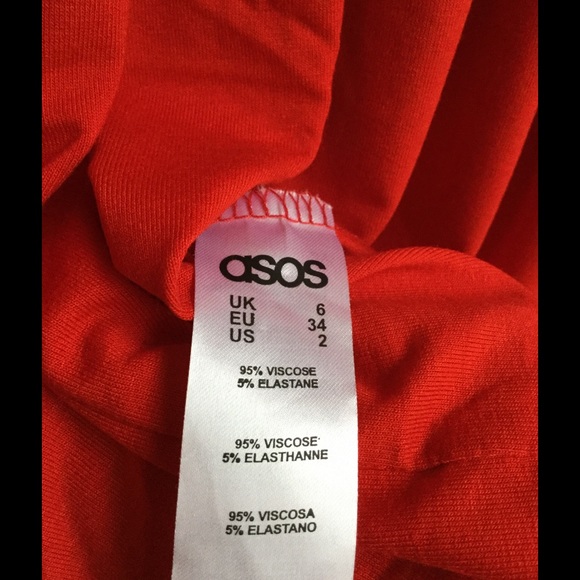 asos
UK 6
EU 34
US 2
95% VISCOSE
5% ELASTANE
95% VISCOSE
5% ELASTHANNE
95% VISCOSA
5% ELASTANO